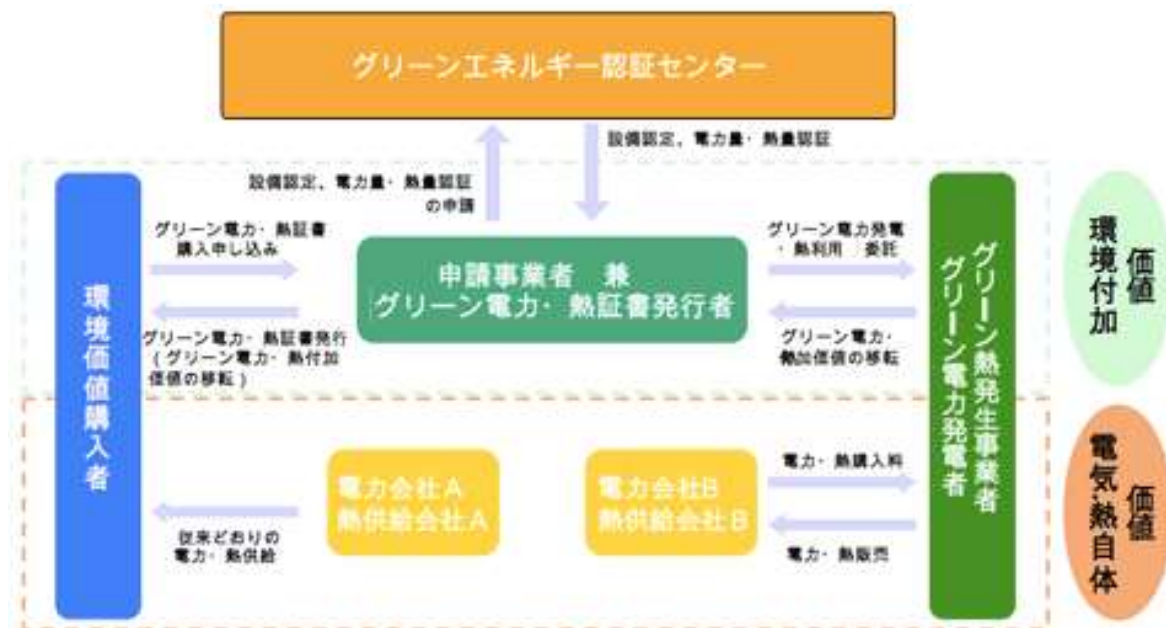 グリーンエネルギー認証センター
設備認定、電力量・熱量認証
設備認定、電力量・熱量認証
の申請
グリーン電力・熱証書
購入申し込み
申請事業者 兼
グリーン電力・熱証書発行者
グリーン電力発電
・熱利用 委託
グリーン電力・熱証書発行
(グリーン電力・熱付加
価値の移転)
グリーン電力・
加価値の移転
環境価値購入者
グリーン熱発生事業者
グリーン電力発電者
価値
環境付加
電力会社A
熱供給会社A
電力会社B
熱供給会社B
電力・熱購入料
従来どおりの
電力・熱供給
電力・熱販売
価値
電気・熱自体